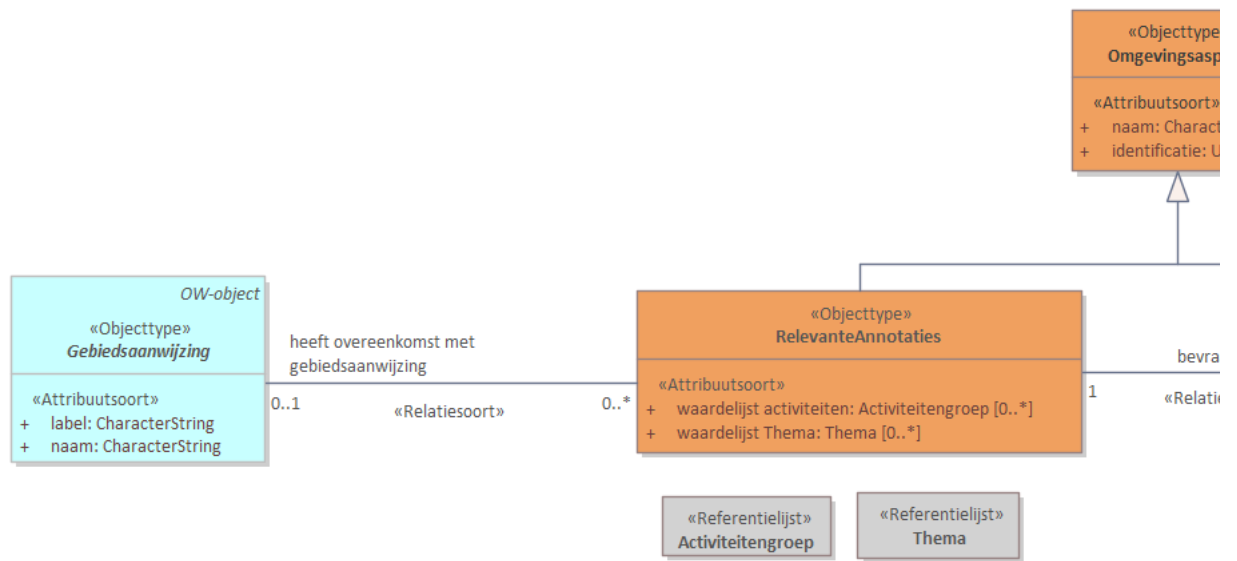 «Objecttype
Omgevingsasp
«Attribuutsoort»
+ naam: Charact
+ identificatie: U
OW-object
«Objecttype»
Gebiedsaanwijzing
«Attribuutsoort»
+ label: CharacterString
+ naam: CharacterString
heeft overeenkomst met
gebiedsaanwijzing
0..1
«Relatiesoort»
0..*
«Objecttype»
RelevanteAnnotaties
«Attribuutsoort»
+ waardelijst activiteiten: Activiteitengroep [0..*]
+ waardelijst Thema: Thema [0..*]
bevra
1
«Relatie
«Referentielijst»
Activiteitengroep
«Referentielijst»
Thema